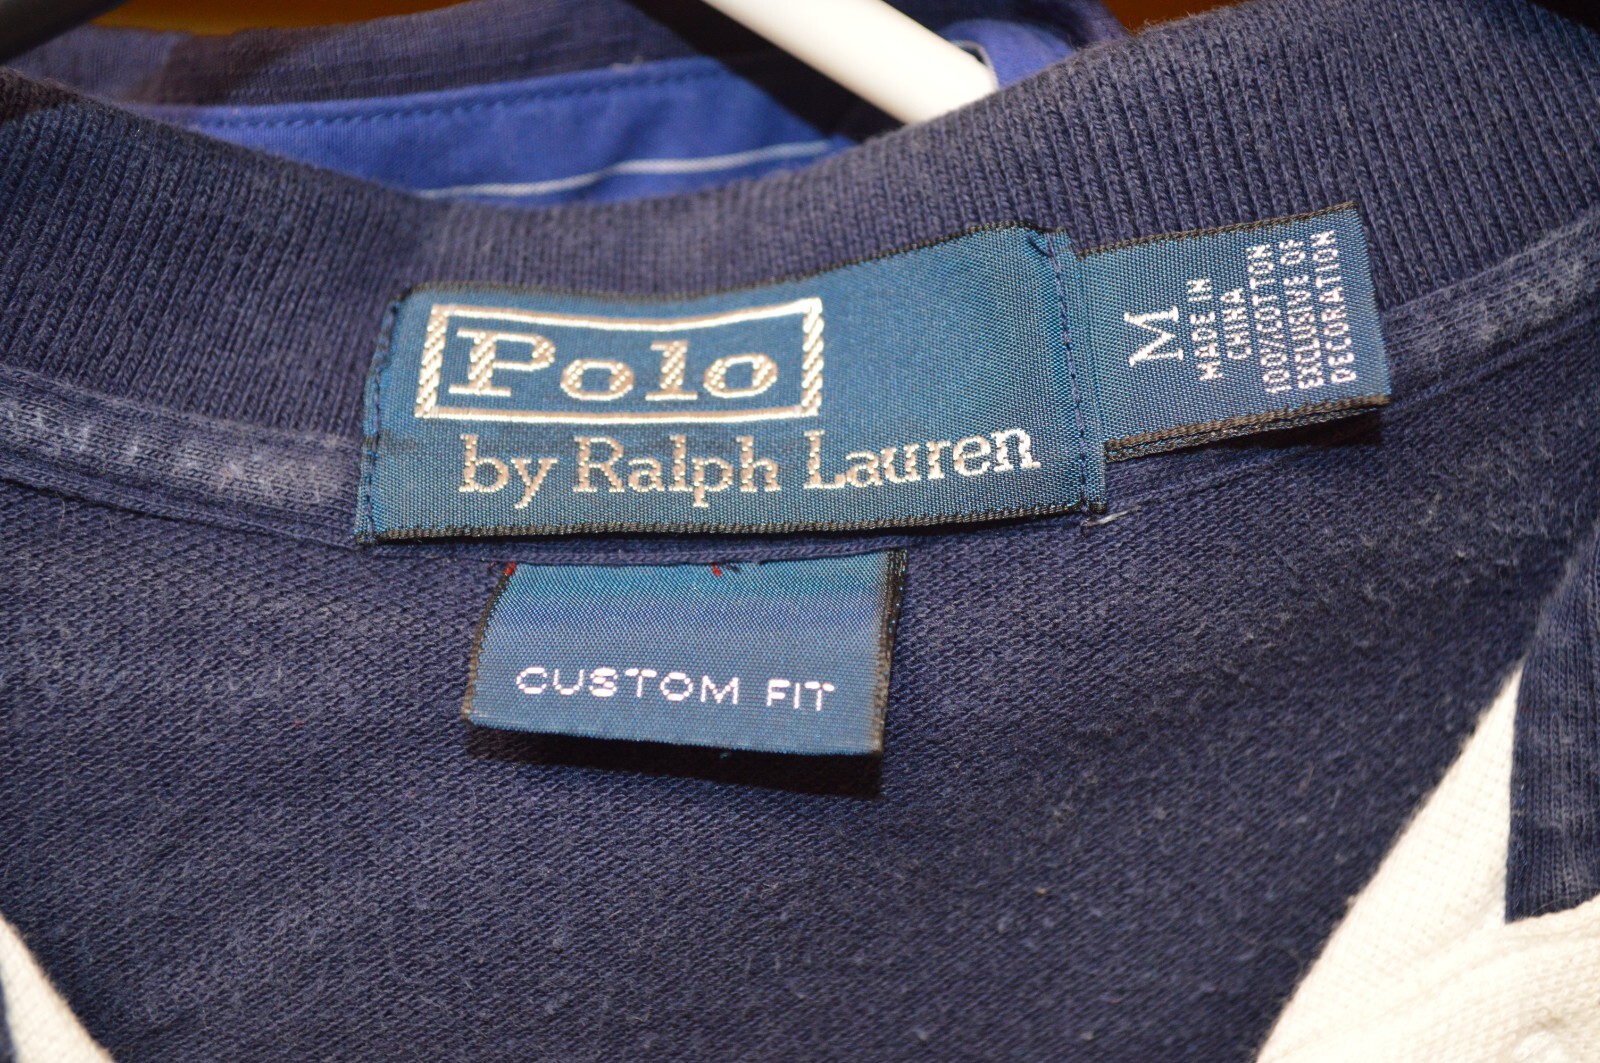 Polo
by Ralph Lauren
M
MADE IN
CHINA
100/COTTON
EXCLUSIVE OF
DECORATION
CUSTOM FIT